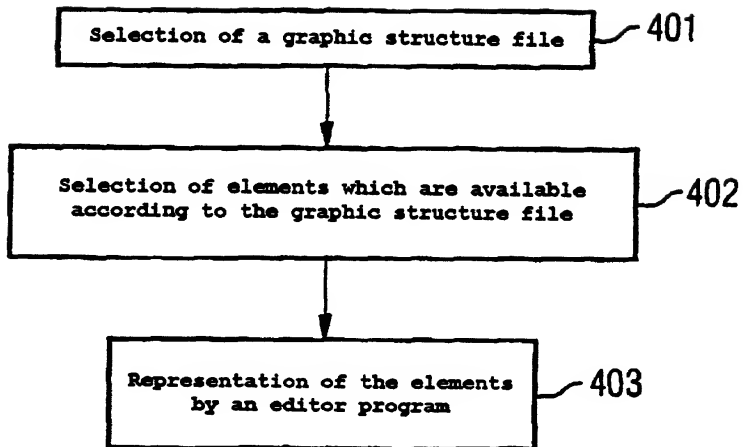 Selection of a graphic structure file
401
Selection of elements which are available
according to the graphic structure file
402
Representation of the elements
by an editor program
403